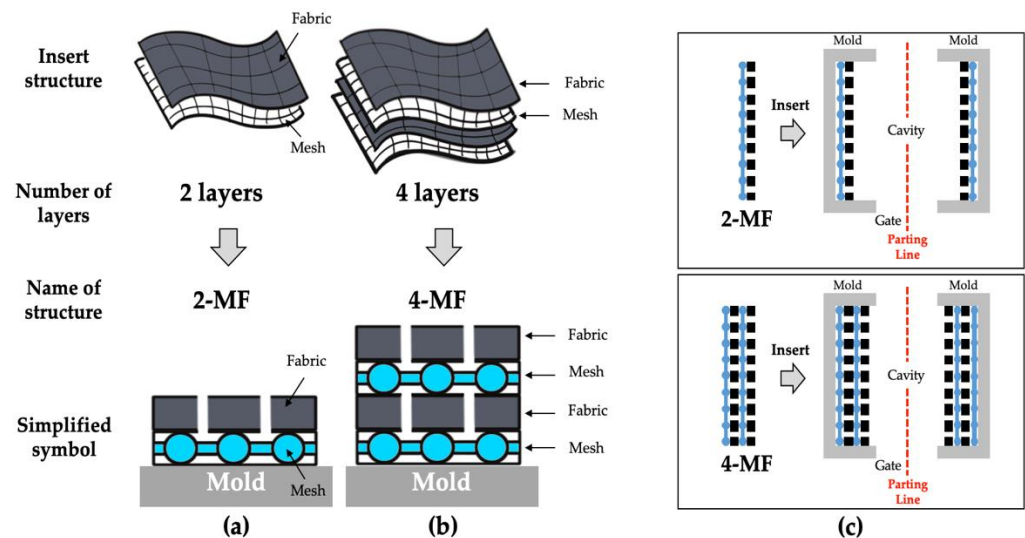 Insert
structure
Fabric
Mesh
Fabric
Mesh
Number of
layers
2 layers
4 layers
Name of
structure
2-MF
4-MF
Simplified
symbol
Fabric
Mesh
Mold
Fabric
Mesh
Fabric
Mesh
Mold
(a)
(b)
Mold
Mold
Insert
Cavity
2-MF
Gate
Parting
Line
Mold
Mold
Insert
Cavity
4-MF
Gate
Parting
Line
(c)